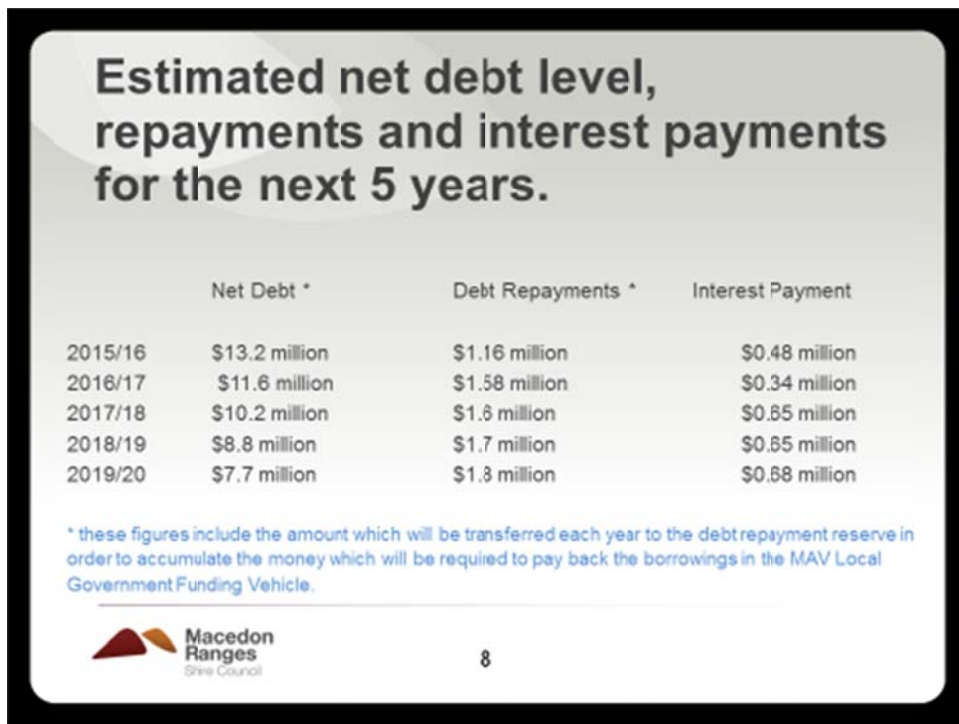 Estimated net debt level,
repayments and interest payments
for the next 5 years.
Net Debt * Debt Repayments * Interest Payment
2015/16 $13.2 million $1.16 million $0.48 million
2016/17 $11.6 million $1.58 million $0.34 million
2017/18 $10.2 million $1.6 million $0.65 million
2018/19 $8.8 million $1.7 million $0.65 million
2019/20 $7.7 million $1.8 million $0.68 million
* these figures include the amount which will be transferred each year to the debt repayment reserve in
order to accumulate the money which will be required to pay back the borrowings in the MAV Local
Government Funding Vehicle.
Macedon
Ranges
Shire Council
8